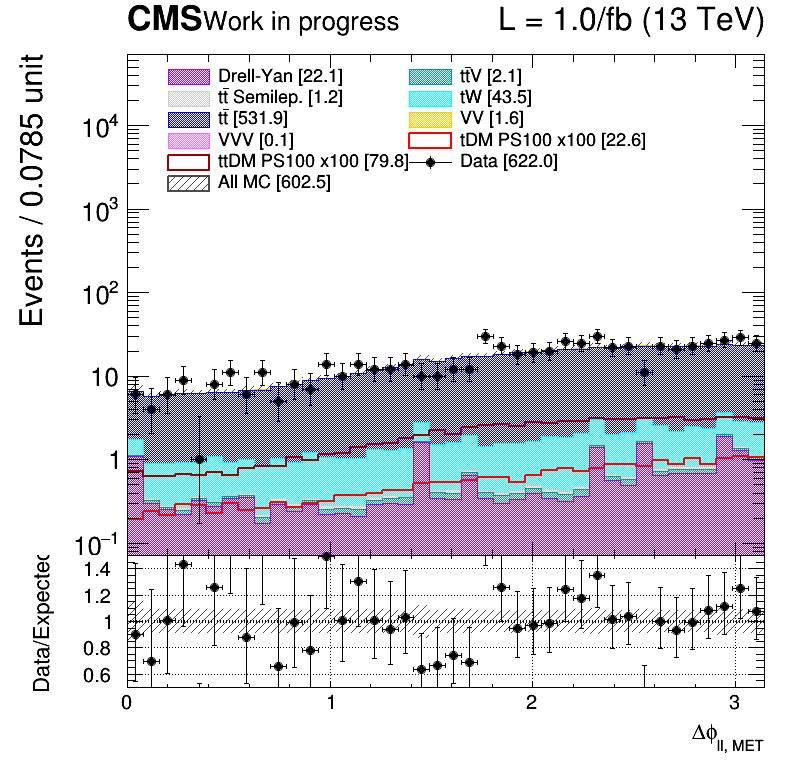 CMS Work in progress L = 1.0/fb (13 TeV)
Events / 0.0785 unit
Drell-Yan [22.1] tt̄V [2.1]
tt̄ Semilep. [1.2] tW [43.5]
tt̄ [531.9] VV [1.6]
VVV [0.1] tDM PS100 x100 [22.6]
ttDM PS100 x100 [79.8] Data [622.0]
All MC [602.5]
10⁴
10³
10²
10
1
10⁻¹
Data/Expected
1.4
1.2
1
0.8
0.6
0 1 2 3
Δϕll, MET